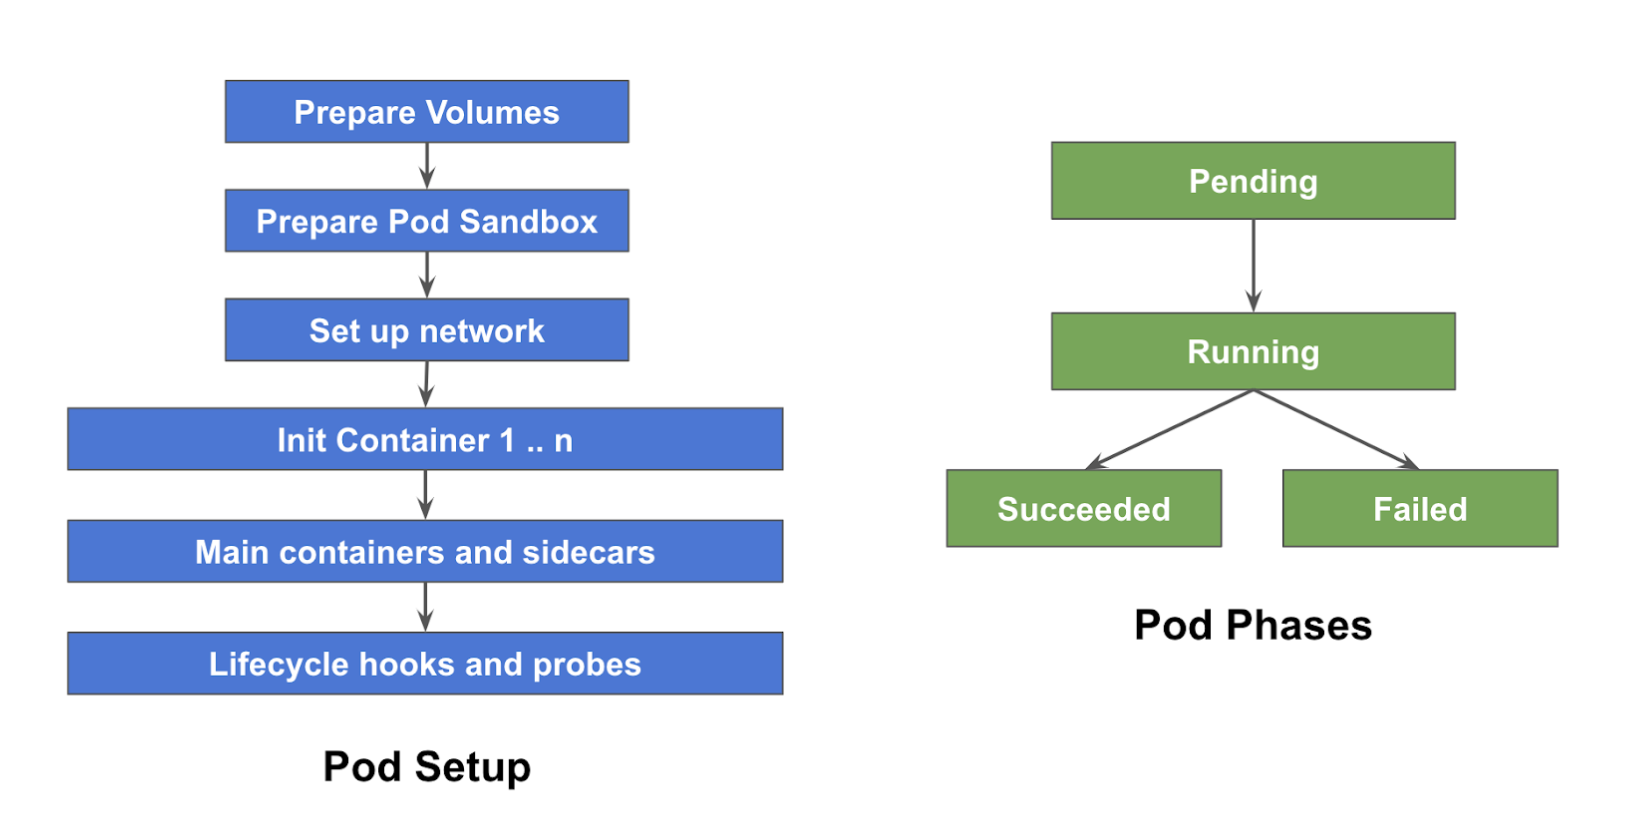 Prepare Volumes
Prepare Pod Sandbox
Set up network
Init Container 1 .. n
Main containers and sidecars
Lifecycle hooks and probes
Pod Setup
Pending
Running
Succeeded
Failed
Pod Phases